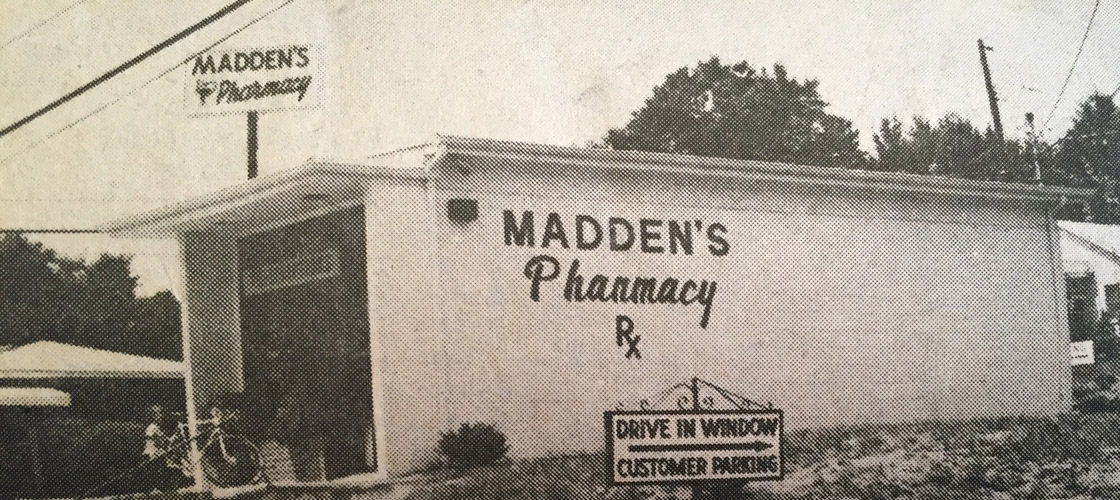 MADDEN'S
Pharmacy
MADDEN'S
Pharmacy
Rx
DRIVE IN WINDOW
CUSTOMER PARKING